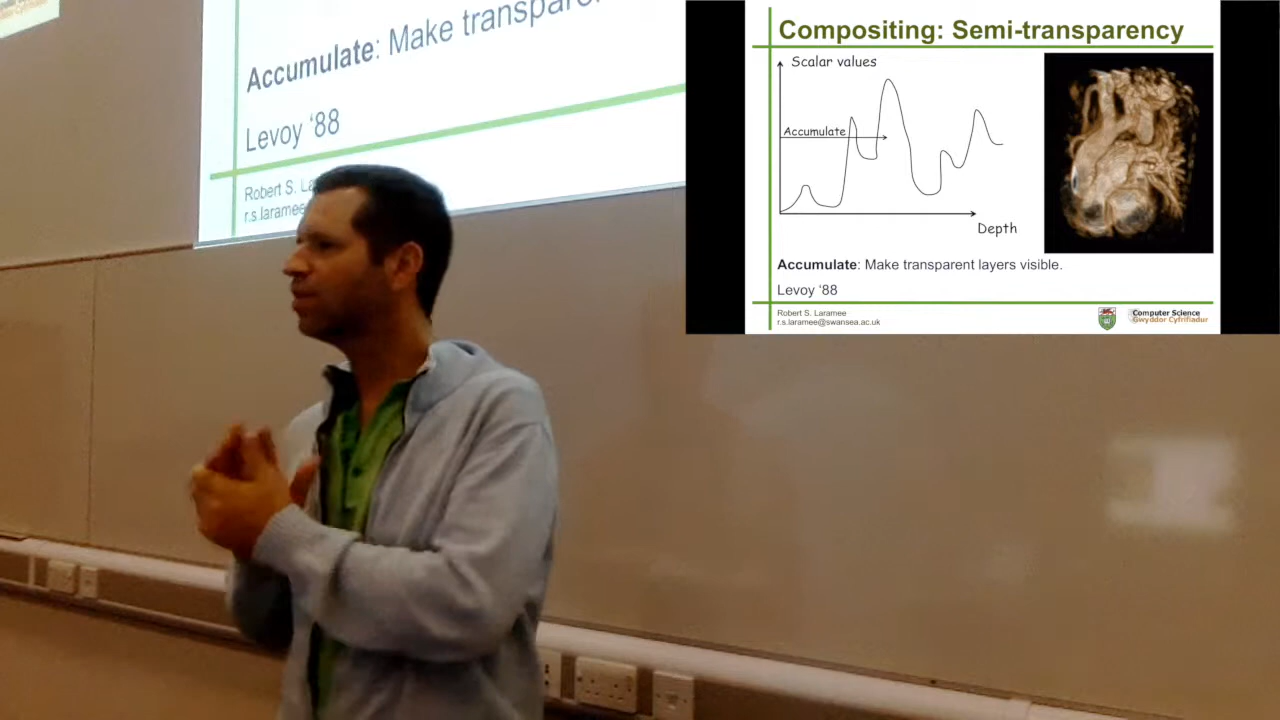 Accumulate: Make transpare
Levoy ‘88
Robert S. La
r.s.laramee
Compositing: Semi-transparency
Scalar values
Accumulate
Depth
Accumulate: Make transparent layers visible.
Levoy ‘88
Robert S. Laramee
r.s.laramee@swansea.ac.uk
Computer Science
Gwyddor Cyfrifiadur